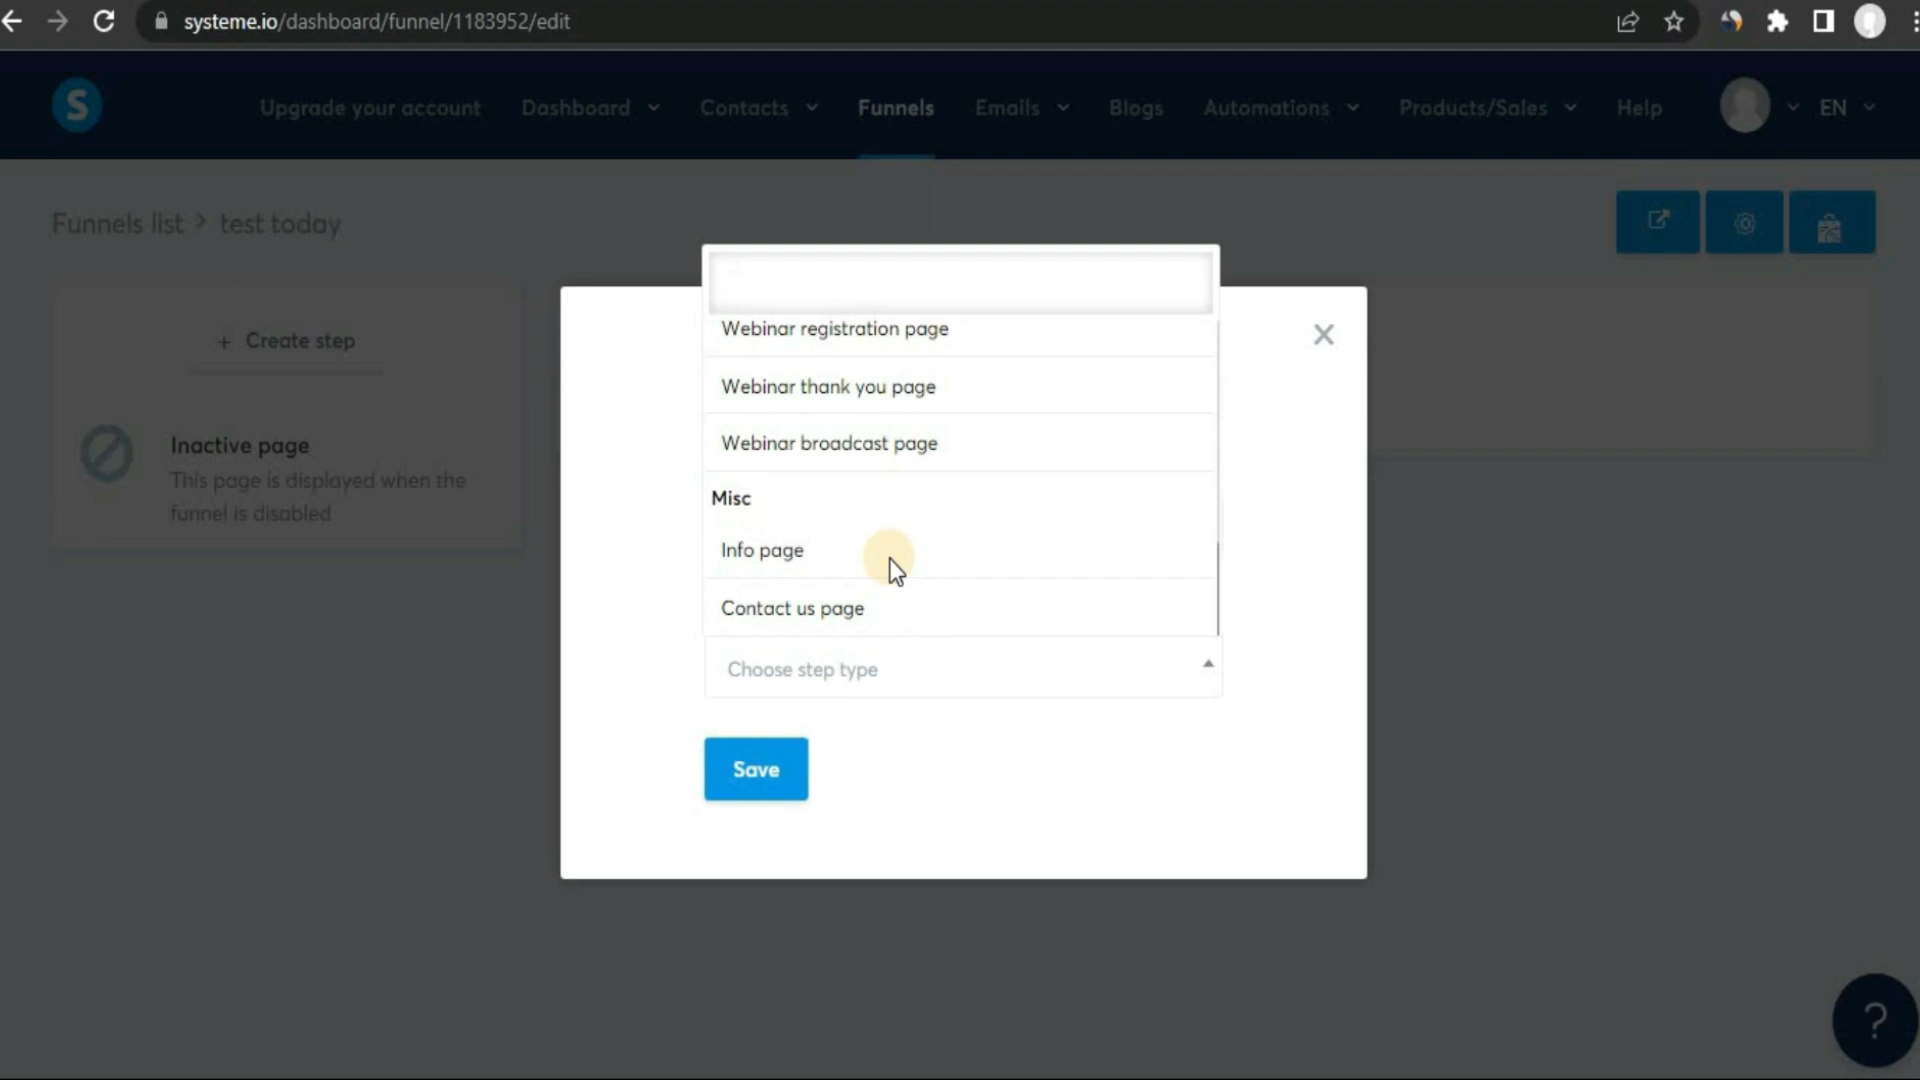 systeme.io/dashboard/funnel/1183952/edit
S
Upgrade your account
Dashboard
Contacts
Funnels
Emails
Blogs
Automations
Products/Sales
Help
EN
Funnels list > test today
+ Create step
Inactive page
This page is displayed when the
funnel is disabled
Webinar registration page
Webinar thank you page
Webinar broadcast page
Misc
Info page
Contact us page
Choose step type
Save
?